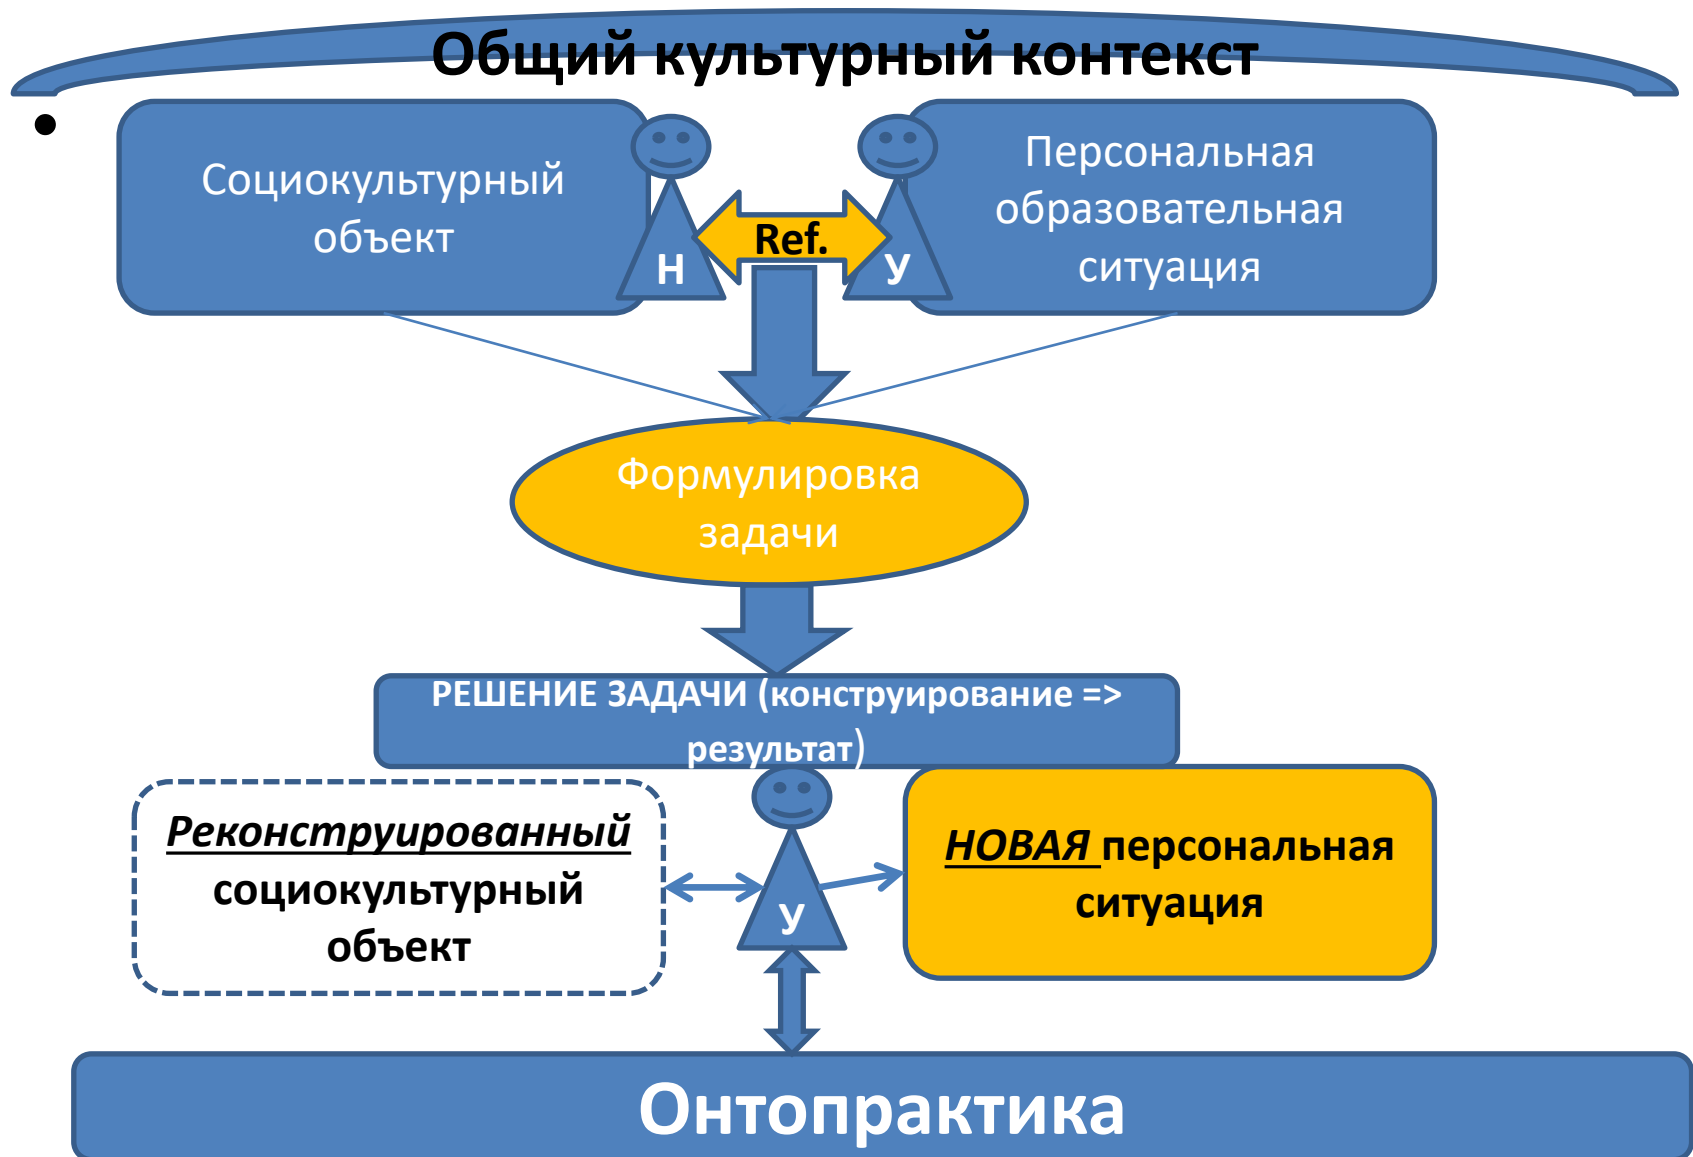 Общий культурный контекст
•
Социокультурный
объект
Н
Ref.
У
Персональная
образовательная
ситуация
Формулировка
задачи
РЕШЕНИЕ ЗАДАЧИ (конструирование =>
результат)
Реконструированный
социокультурный
объект
У
НОВАЯ персональная
ситуация
Онтопрактика